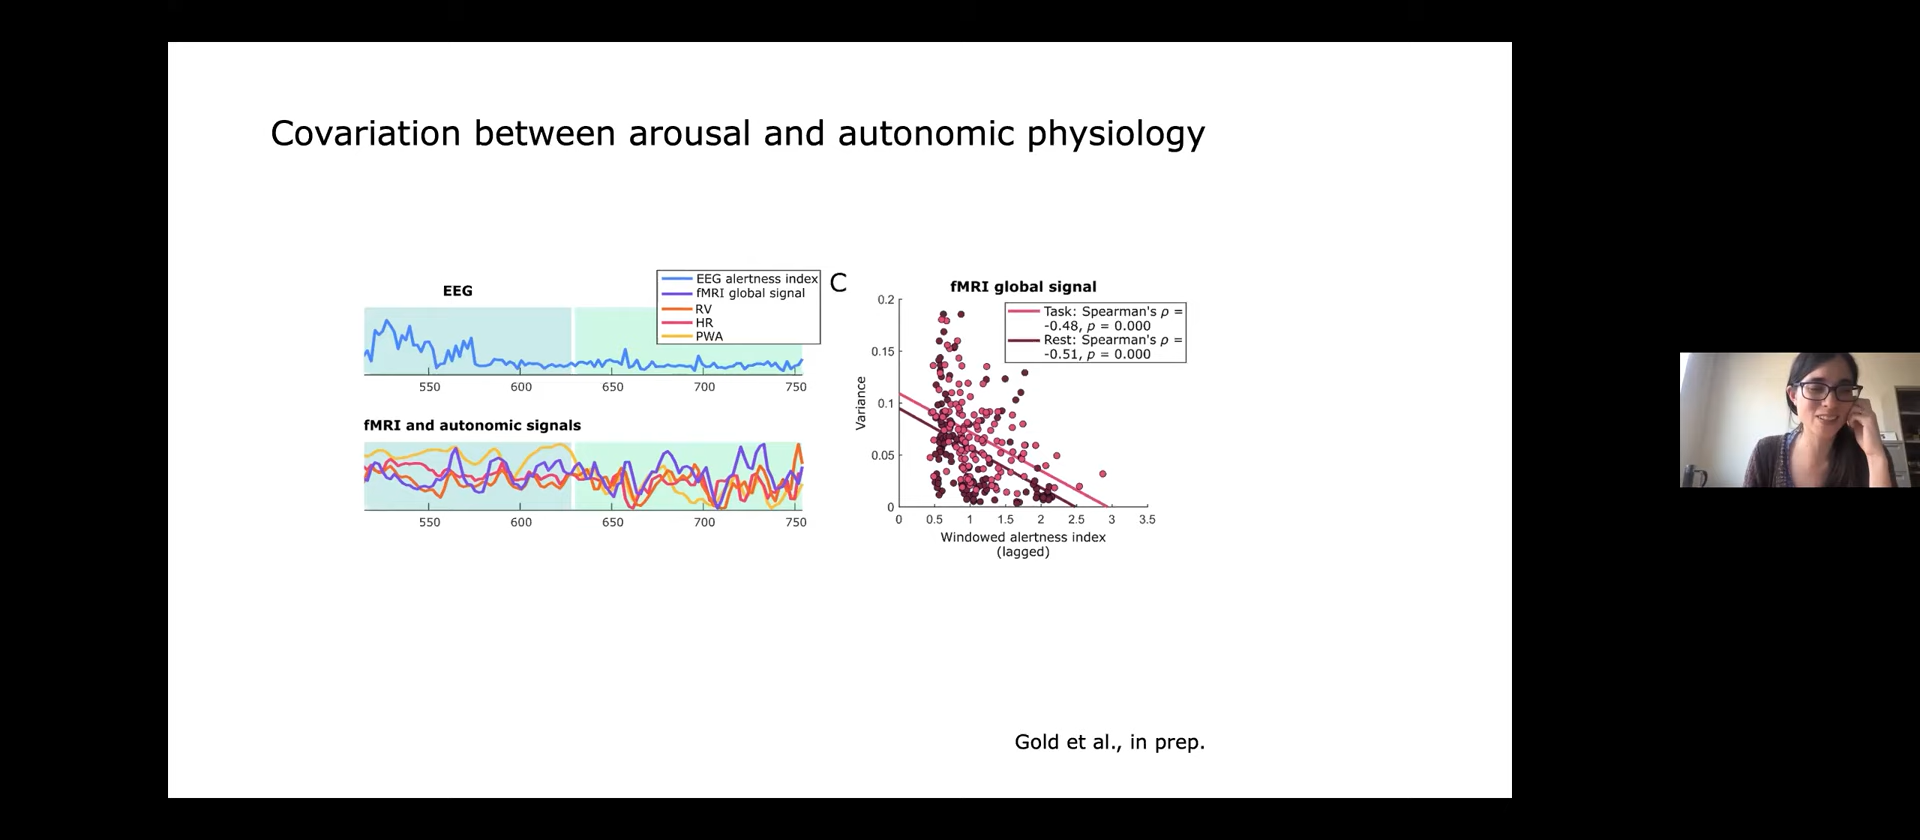 Covariation between arousal and autonomic physiology
EEG
EEG alertness index
fMRI global signal
RV
HR
PWA
550 600 650 700 750
fMRI and autonomic signals
550 600 650 700 750
C
fMRI global signal
Task: Spearman's ρ =
-0.48, p = 0.000
Rest: Spearman's ρ =
-0.51, p = 0.000
Variance
0.2
0.15
0.1
0.05
0
0 0.5 1 1.5 2 2.5 3 3.5
Windowed alertness index
(lagged)
Gold et al., in prep.